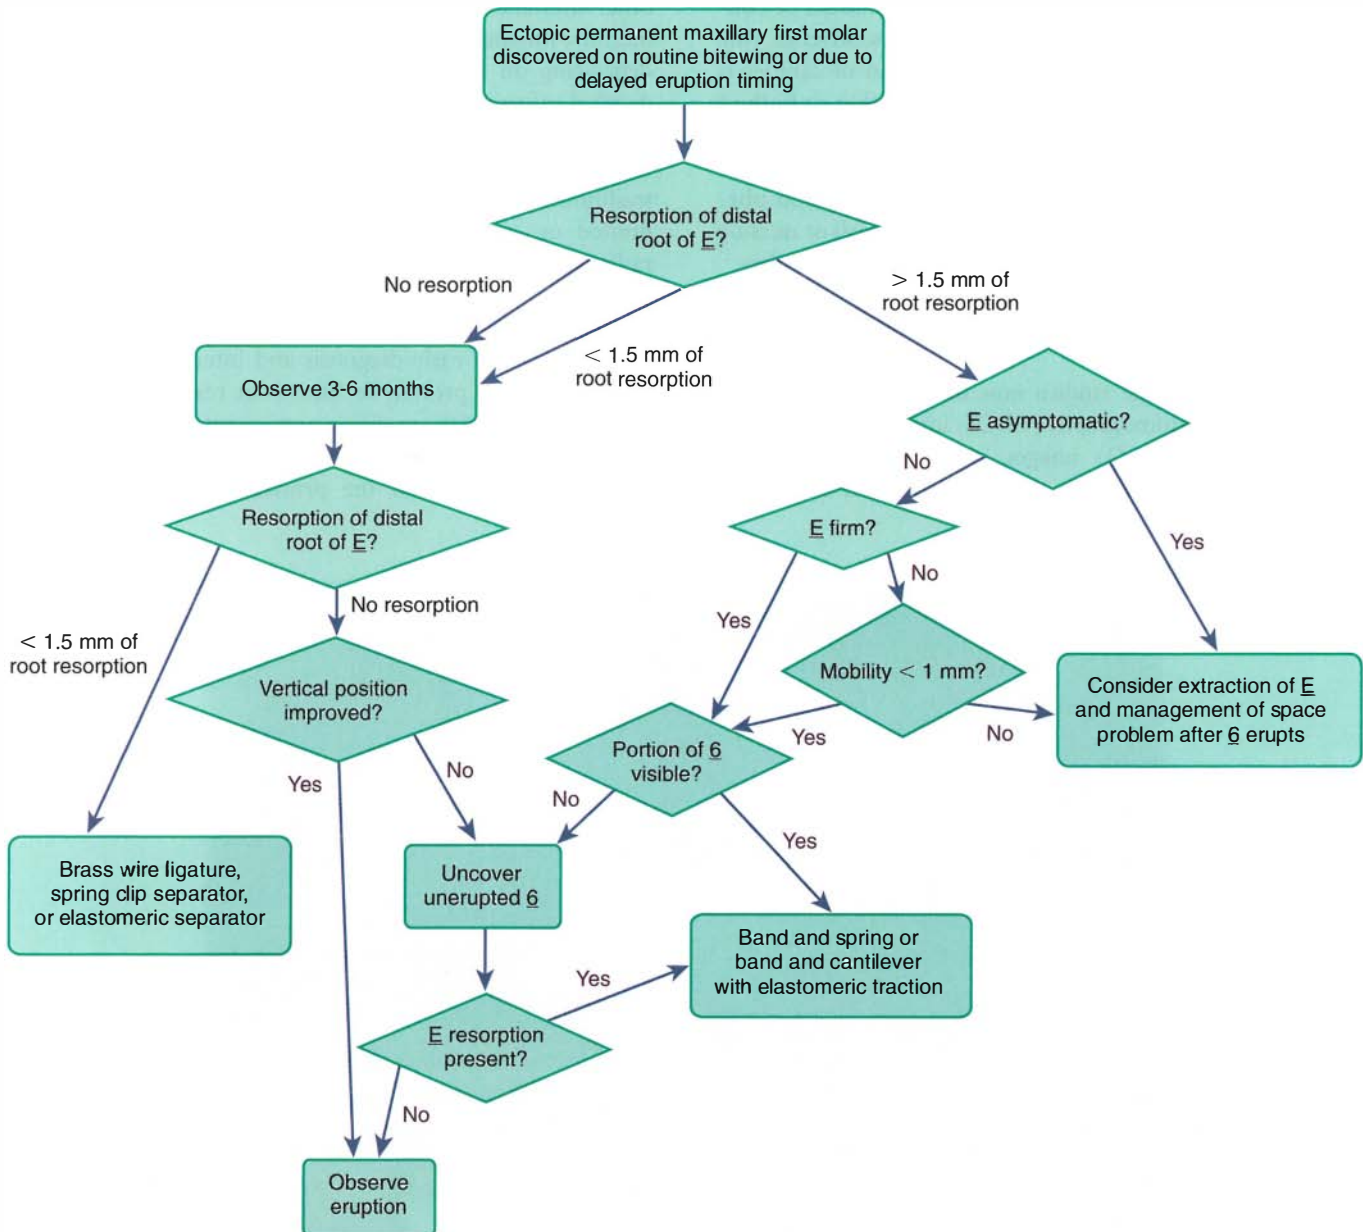 Ectopic permanent maxillary first molar
discovered on routine bitewing or due to
delayed eruption timing
Resorption of distal
root of E?
No resorption
< 1.5 mm of
root resorption
> 1.5 mm of
root resorption
Observe 3-6 months
E asymptomatic?
No
Yes
Resorption of distal
root of E?
E firm?
No
Yes
No resorption
< 1.5 mm of
root resorption
Mobility < 1 mm?
Yes
No
Vertical position
improved?
Yes
No
Consider extraction of E
and management of space
problem after 6 erupts
Portion of 6
visible?
No
Yes
Brass wire ligature,
spring clip separator,
or elastomeric separator
Uncover
unerupted 6
Band and spring or
band and cantilever
with elastomeric traction
Yes
E resorption
present?
No
Observe
eruption